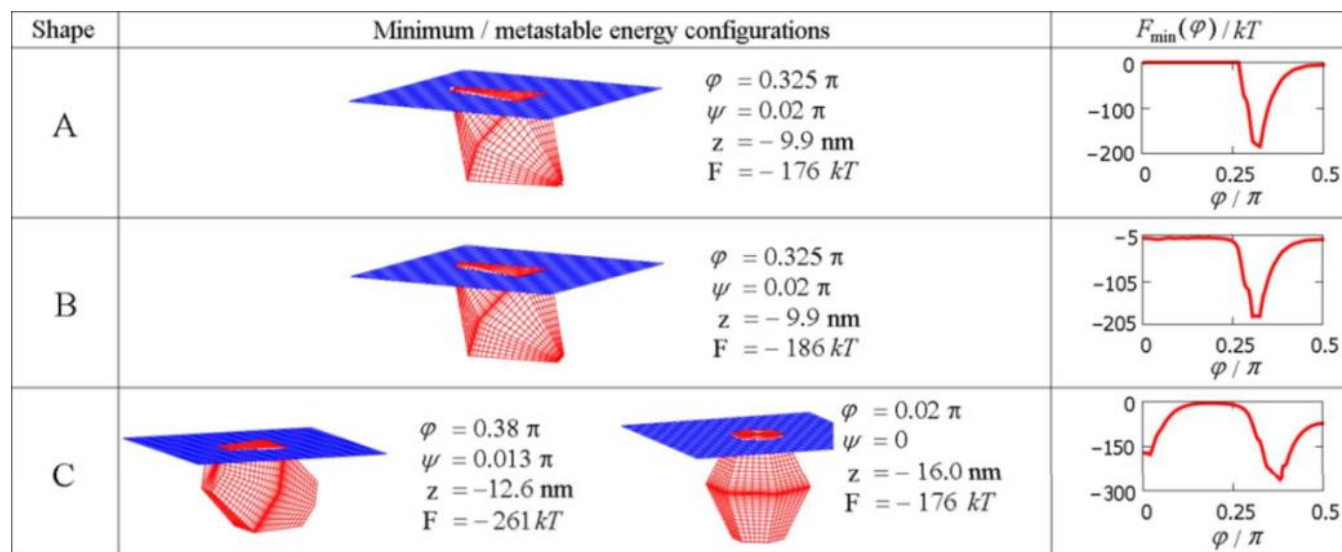 Shape Minimum / metastable energy configurations F_min(φ) / kT
A
φ = 0.325 π
ψ = 0.02 π
z = − 9.9 nm
F = − 176 kT
0
−100
−200
0 0.25 0.5
φ / π
B
φ = 0.325 π
ψ = 0.02 π
z = − 9.9 nm
F = − 186 kT
−5
−105
−205
0 0.25 0.5
φ / π
C
φ = 0.38 π
ψ = 0.013 π
z = −12.6 nm
F = −261 kT
φ = 0.02 π
ψ = 0
z = − 16.0 nm
F = − 176 kT
0
−150
−300
0 0.25 0.5
φ / π